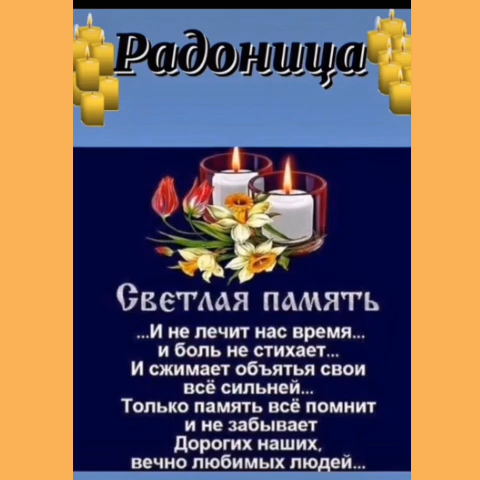 Радоница
Светлая память
...И не лечит нас время...
и боль не стихает...
И сжимает объятья свои
всё сильней...
Только память всё помнит
и не забывает
Дорогих наших,
вечно любимых людей...